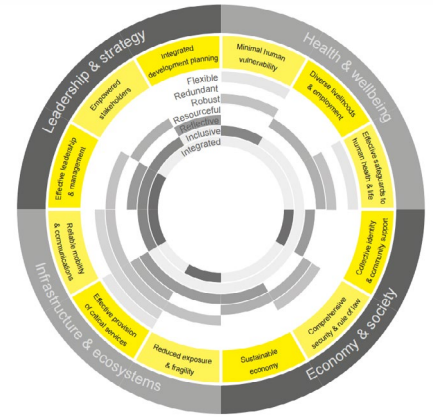 Leadership & strategy
Health & wellbeing
Economy & society
Infrastructure & ecosystems
Integrated
development planning
Minimal human
vulnerability
Diverse livelihoods
& employment
Effective safeguards to
human health & life
Collective identity
& community support
Comprehensive
security & rule of law
Sustainable
economy
Reduced exposure
& fragility
Effective provision
of critical services
Reliable mobility
& communications
Effective leadership
& management
Empowered
stakeholders
Flexible
Redundant
Robust
Resourceful
Reflective
Inclusive
Integrated